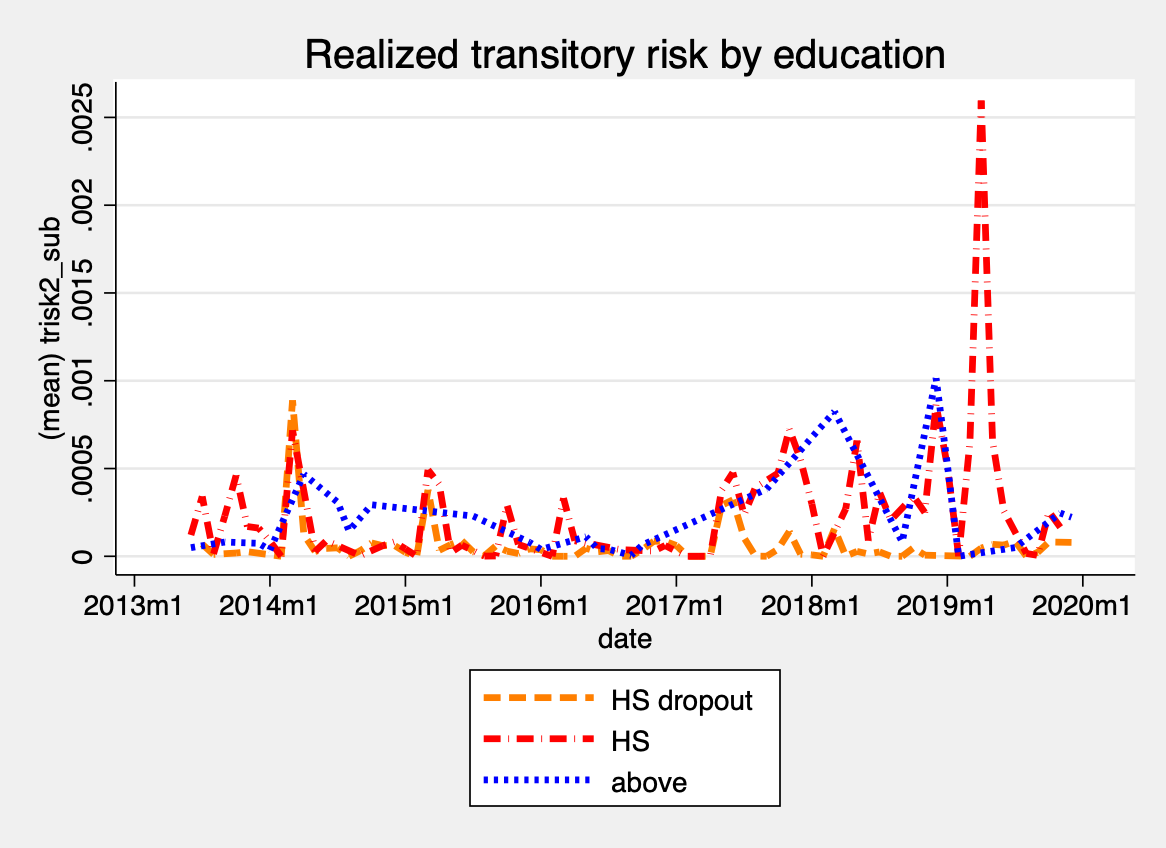 Realized transitory risk by education
(mean) trisk2_sub
.0025
.002
.0015
.001
.0005
0
2013m1 2014m1 2015m1 2016m1 2017m1 2018m1 2019m1 2020m1
date
HS dropout
HS
above